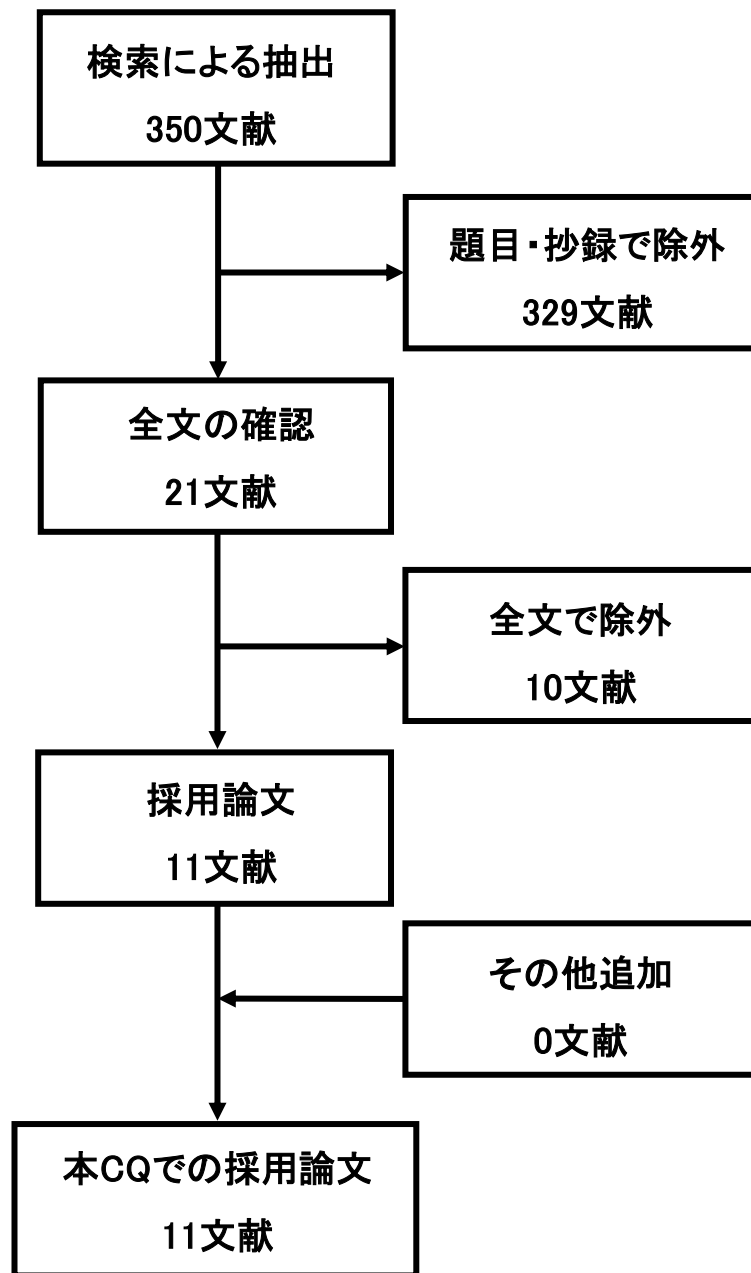 検索による抽出
350文献
題目・抄録で除外
329文献
全文の確認
21文献
全文で除外
10文献
採用論文
11文献
その他追加
0文献
本CQでの採用論文
11文献